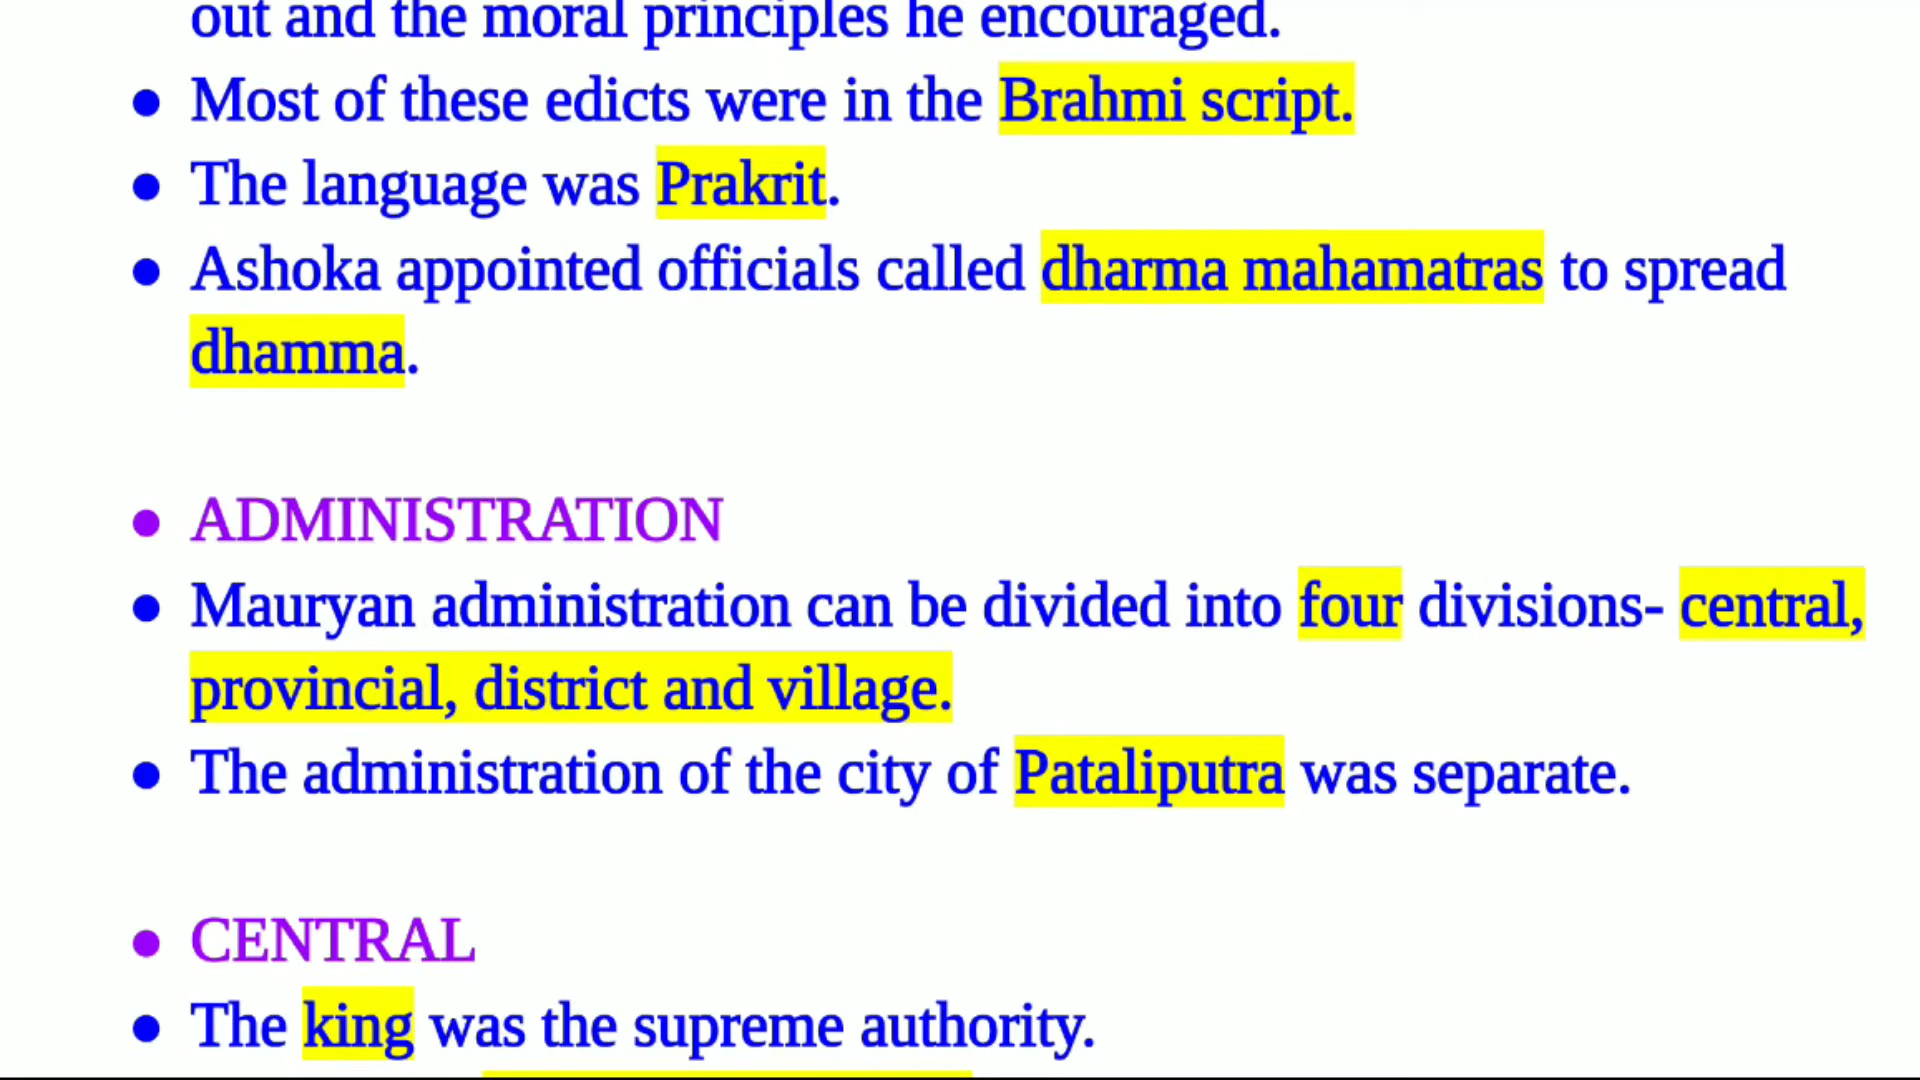 out and the moral principles he encouraged.
● Most of these edicts were in the Brahmi script.
● The language was Prakrit.
● Ashoka appointed officials called dharma mahamatras to spread
dhamma.
● ADMINISTRATION
● Mauryan administration can be divided into four divisions- central,
provincial, district and village.
● The administration of the city of Pataliputra was separate.
● CENTRAL
● The king was the supreme authority.